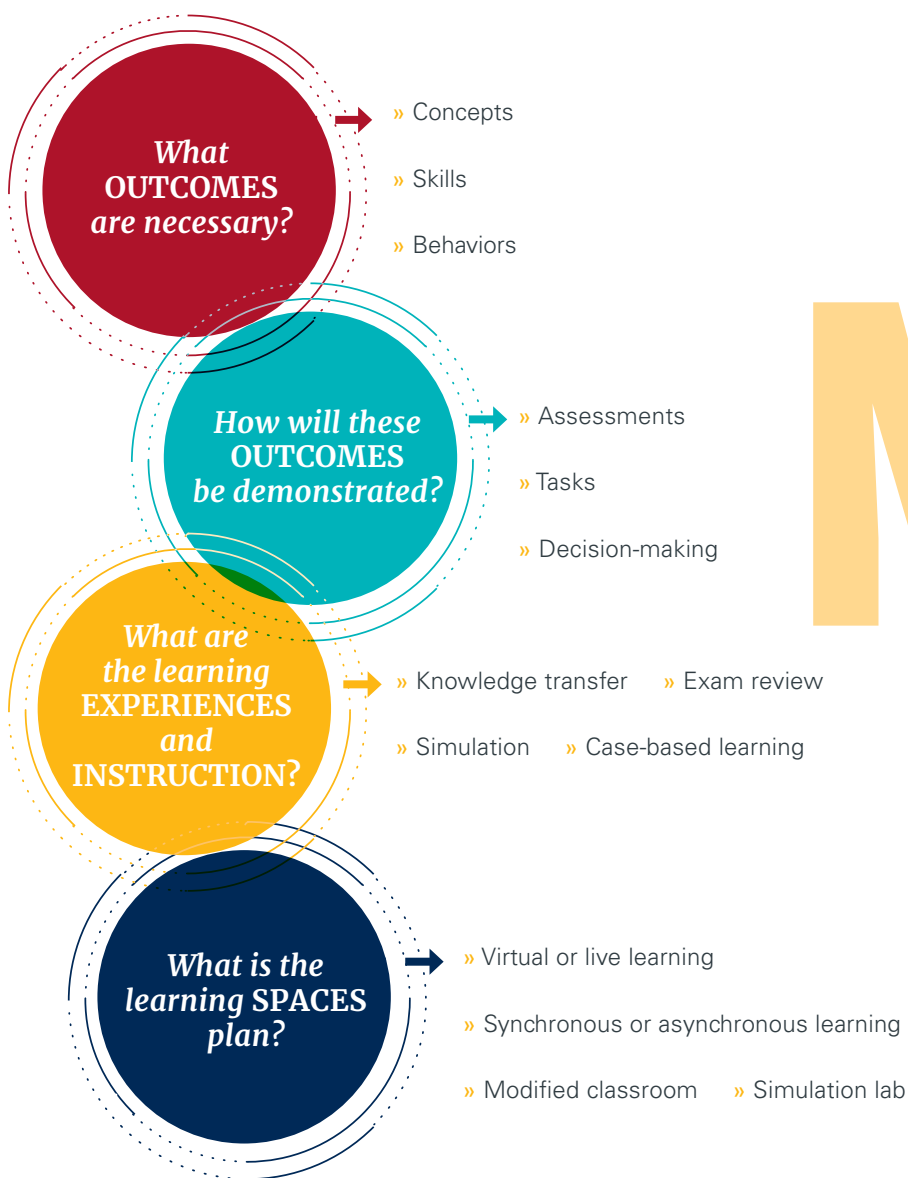 What
OUTCOMES
are necessary?
» Concepts
» Skills
» Behaviors
How will these
OUTCOMES
be demonstrated?
» Assessments
» Tasks
» Decision-making
What are
the learning
EXPERIENCES
and
INSTRUCTION?
» Knowledge transfer » Exam review
» Simulation » Case-based learning
What is the
learning SPACES
plan?
» Virtual or live learning
» Synchronous or asynchronous learning
» Modified classroom » Simulation lab